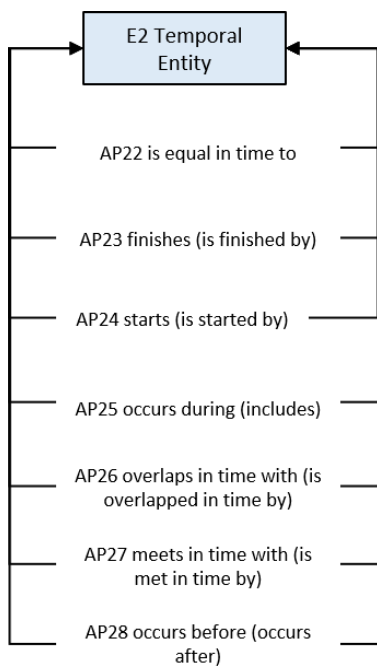 E2 Temporal
Entity
AP22 is equal in time to
AP23 finishes (is finished by)
AP24 starts (is started by)
AP25 occurs during (includes)
AP26 overlaps in time with (is
overlapped in time by)
AP27 meets in time with (is
met in time by)
AP28 occurs before (occurs
after)